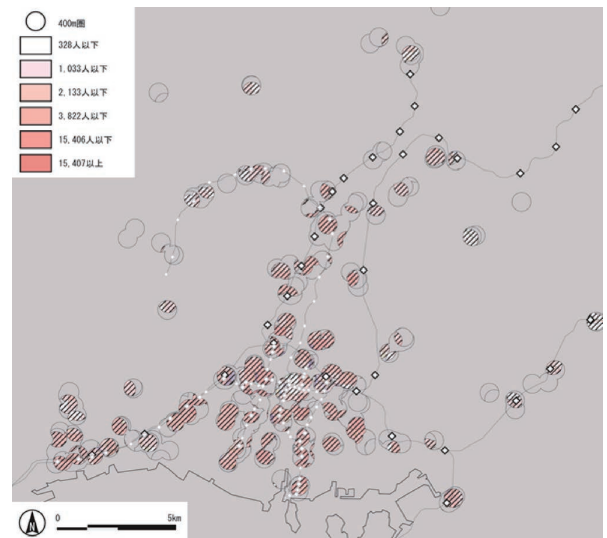 400m圏
328人以下
1,033人以下
2,133人以下
3,822人以下
15,406人以下
15,407以上
0 5km